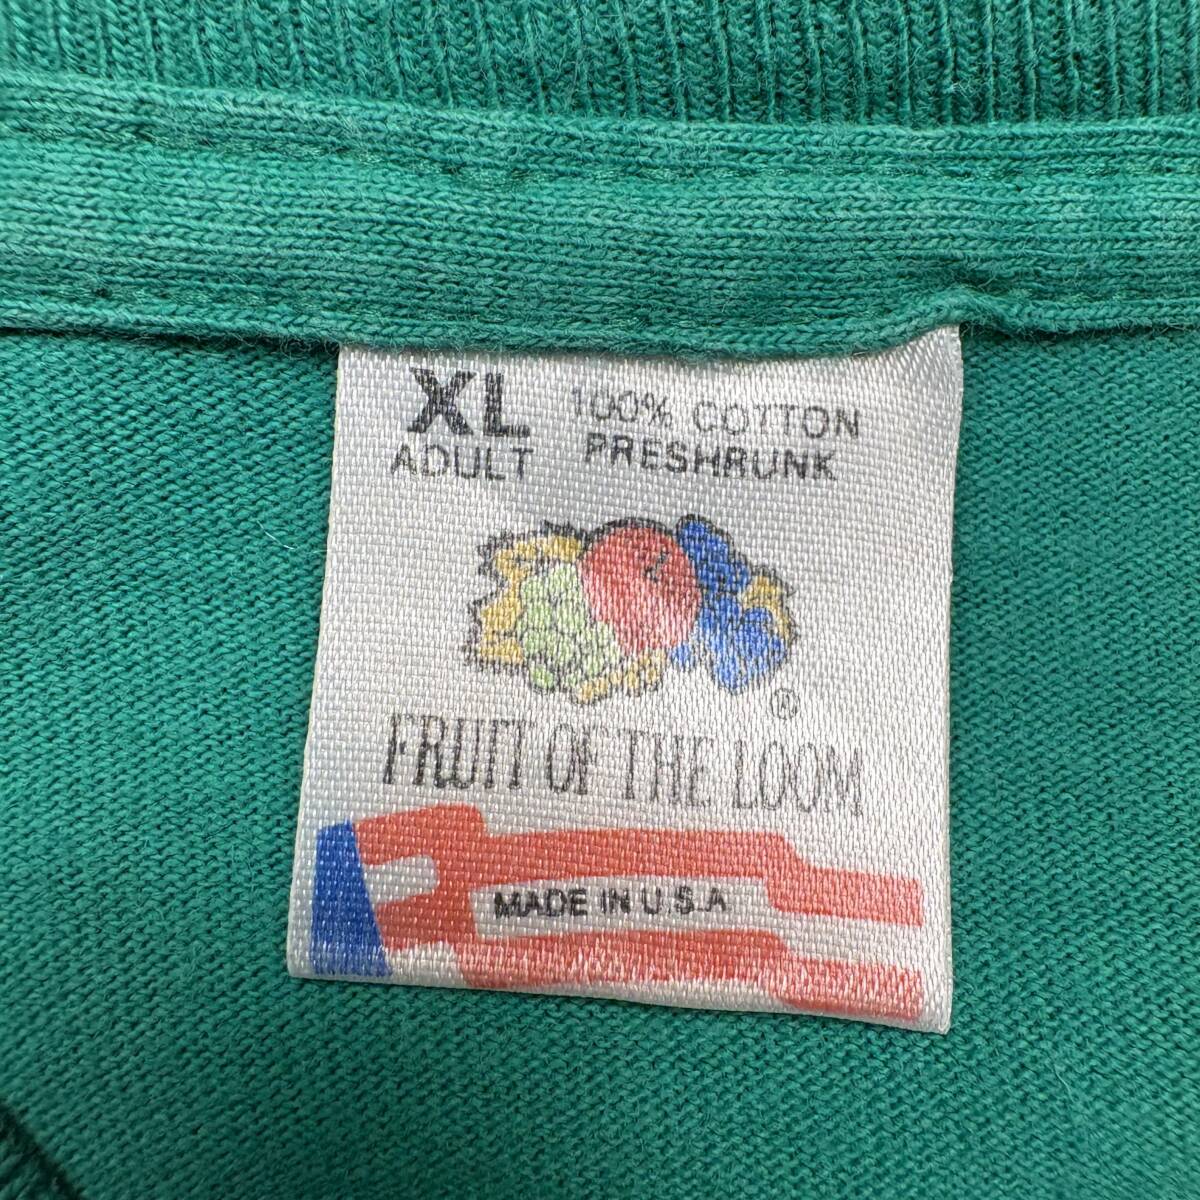 XL 100% COTTON
ADULT PRESHRUNK
®
FRUIT OF THE LOOM
MADE IN U.S.A